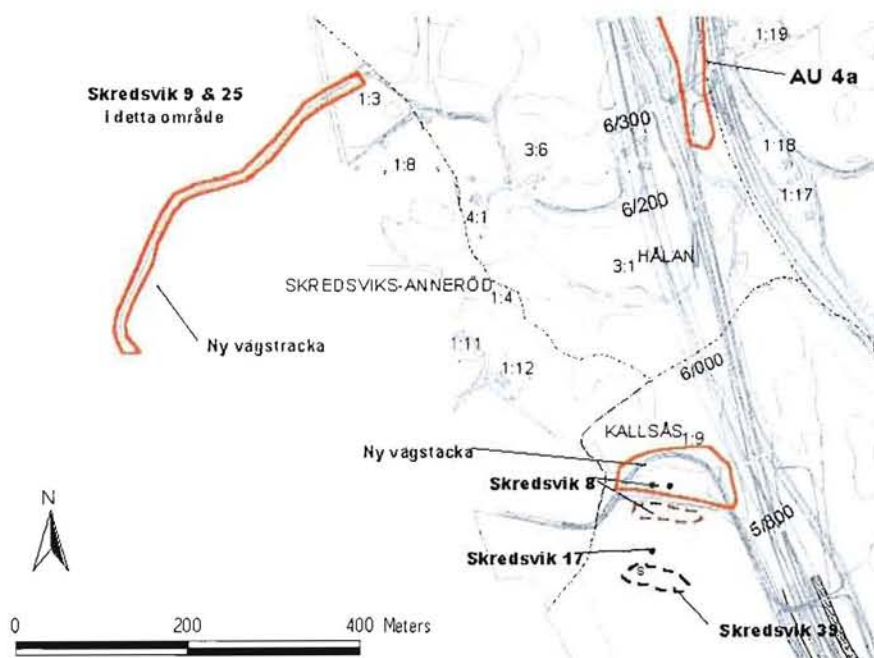 1:19
AU 4a
Skredsvik 9 & 25
i detta område
1:3
6/300
1:18
3:6
1:8
1:17
6/200
4:1
3:1 HÅLAN
SKREDSVIKS-ANNERÖD
1:4
Ny vägstracka
1:11
6/000
1:12
KALLSÅS
1:9
Ny vägstäcka
Skredsvik 8
N
5/800
Skredsvik 17
S
0 200 400 Meters
Skredsvik 39